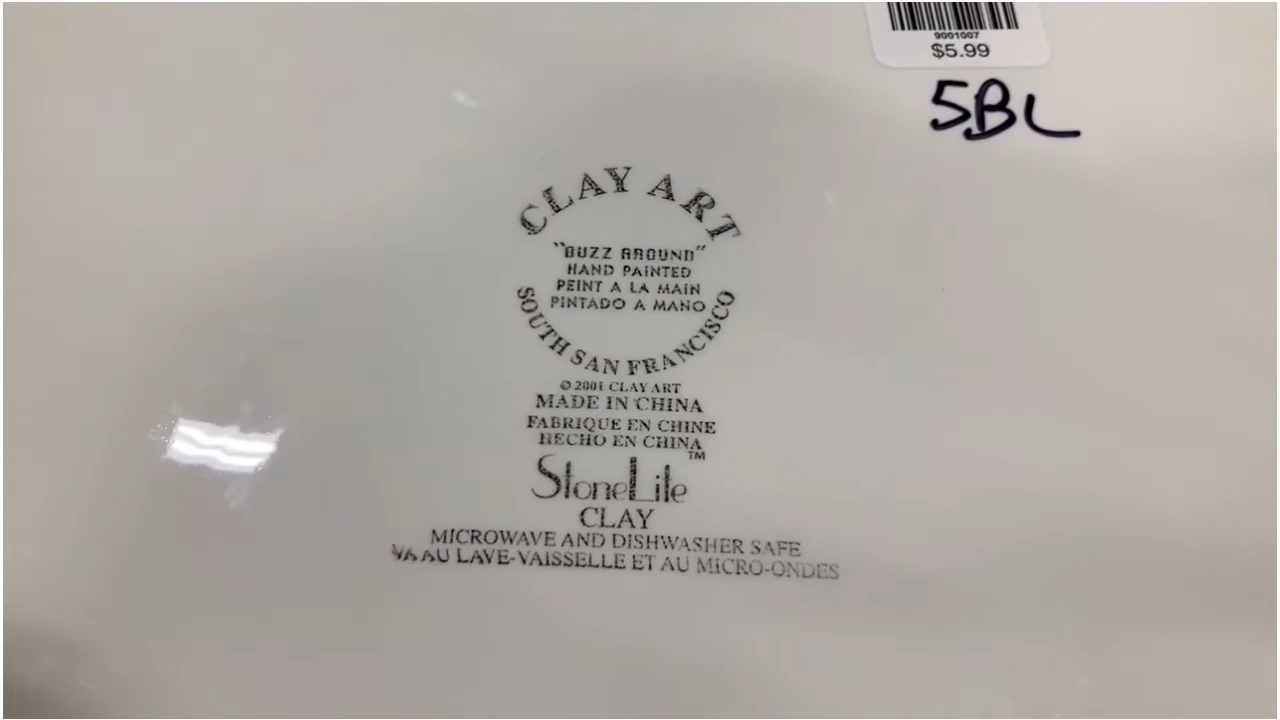 9001007
$5.99
5BL
CLAY ART
"BUZZ AROUND"
HAND PAINTED
PEINT A LA MAIN
PINTADO A MANO
SOUTH SAN FRANCISCO
© 2001 CLAY ART
MADE IN CHINA
FABRIQUE EN CHINE
HECHO EN CHINA
StoneLite™
CLAY
MICROWAVE AND DISHWASHER SAFE
VA AU LAVE-VAISSELLE ET AU MICRO-ONDES